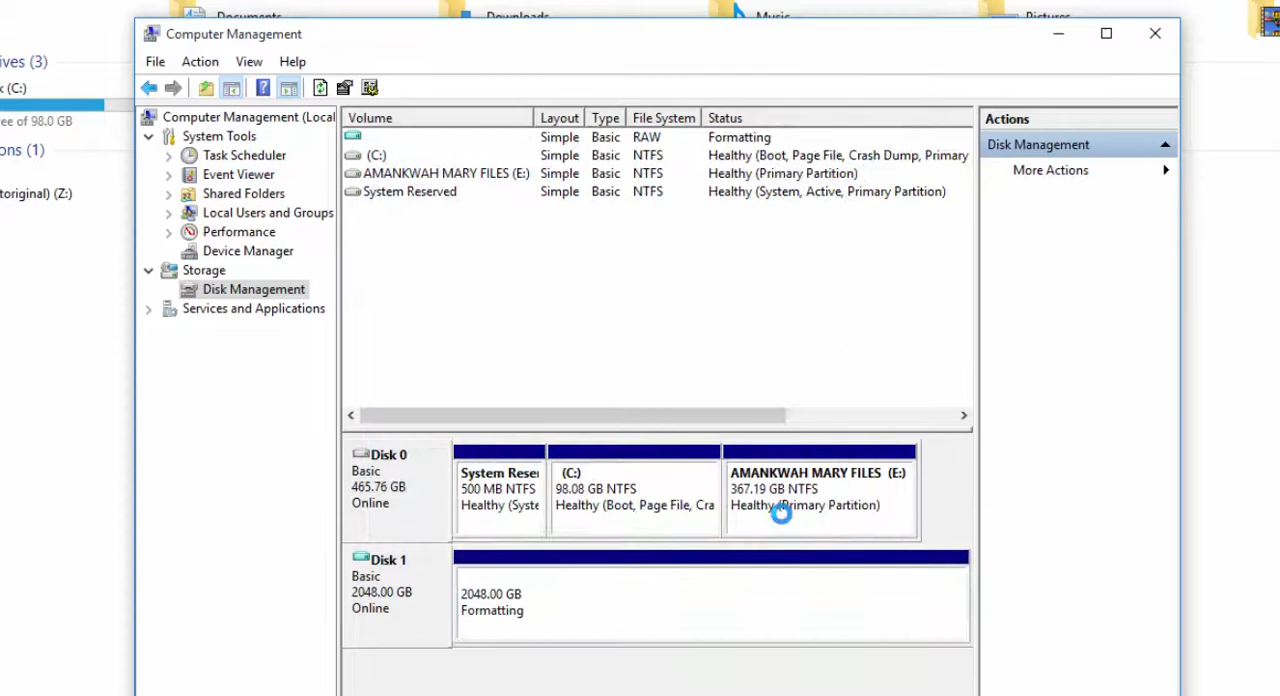 Documents
Downloads
Music
Pictures
ives (3)
k (C:)
ee of 98.0 GB
ons (1)
toriginal) (Z:)
Computer Management
File Action View Help
Computer Management (Local
System Tools
Task Scheduler
Event Viewer
Shared Folders
Local Users and Groups
Performance
Device Manager
Storage
Disk Management
Services and Applications
Volume Layout Type File System Status
Simple Basic RAW Formatting
(C:) Simple Basic NTFS Healthy (Boot, Page File, Crash Dump, Primary
AMANKWAH MARY FILES (E:) Simple Basic NTFS Healthy (Primary Partition)
System Reserved Simple Basic NTFS Healthy (System, Active, Primary Partition)
Actions
Disk Management
More Actions
Disk 0
Basic
465.76 GB
Online
System Rese
500 MB NTFS
Healthy (Syste
(C:)
98.08 GB NTFS
Healthy (Boot, Page File, Cra
AMANKWAH MARY FILES (E:)
367.19 GB NTFS
Healthy (Primary Partition)
Disk 1
Basic
2048.00 GB
Online
2048.00 GB
Formatting